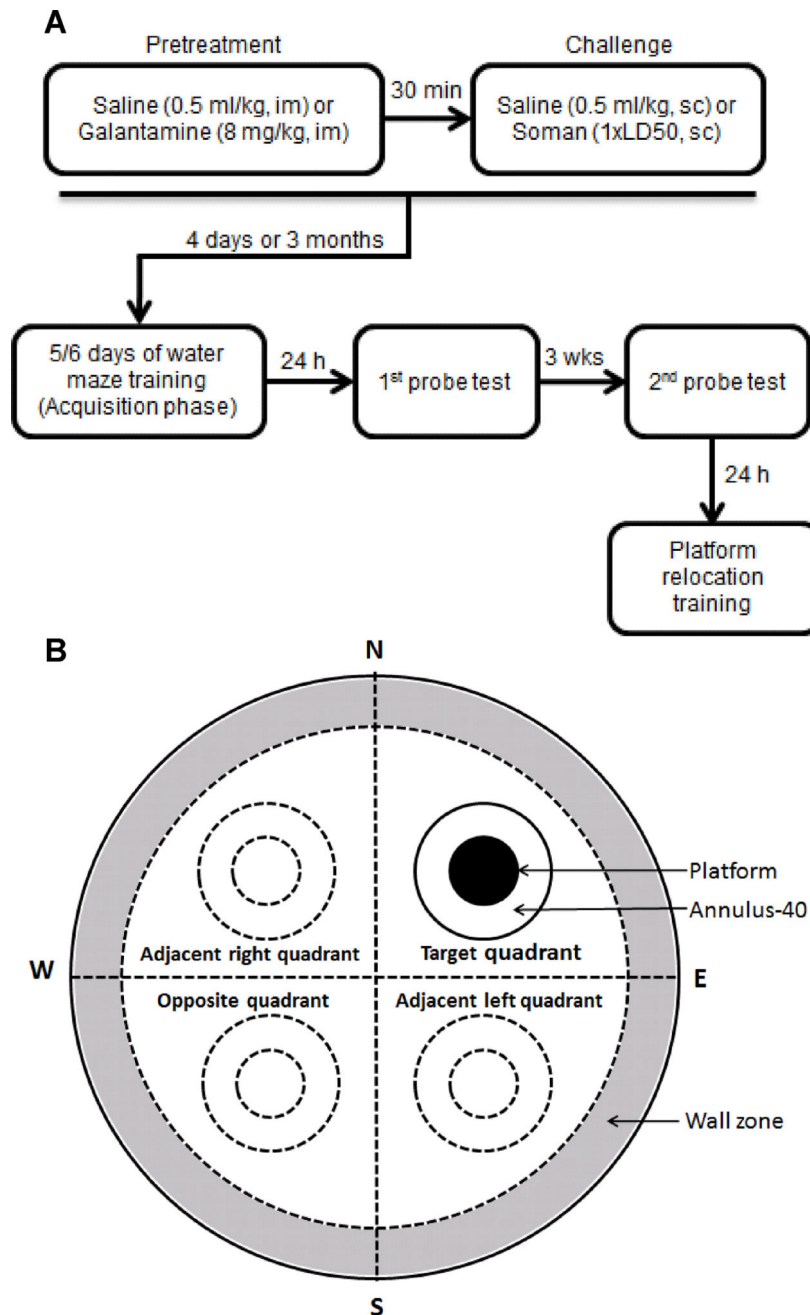 A
Pretreatment
Challenge
Saline (0.5 ml/kg, im) or
Galantamine (8 mg/kg, im)
30 min
Saline (0.5 ml/kg, sc) or
Soman (1xLD50, sc)
4 days or 3 months
5/6 days of water
maze training
(Acquisition phase)
24 h
1st probe test
3 wks
2nd probe test
24 h
Platform
relocation
training
B
N
Platform
Annulus-40
Adjacent right quadrant
Target quadrant
W
E
Opposite quadrant
Adjacent left quadrant
Wall zone
S